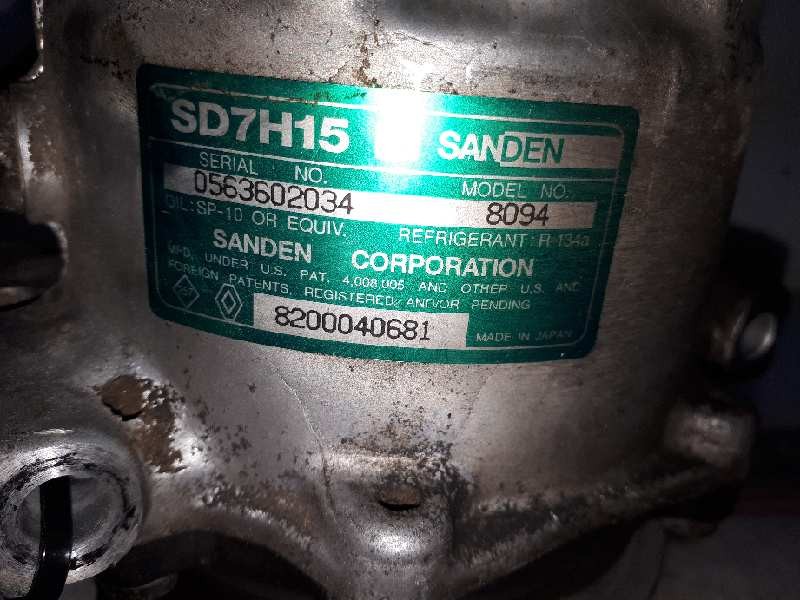 SD7H15 SANDEN
SERIAL NO. MODEL NO.
0563602034 8094
OIL: SP-10 OR EQUIV. REFRIGERANT: R-134a
SANDEN CORPORATION
MFD. UNDER U.S. PAT. 4,008,005 AND OTHER U.S. AND
FOREIGN PATENTS, REGISTERED AND/OR PENDING
8200040681 MADE IN JAPAN